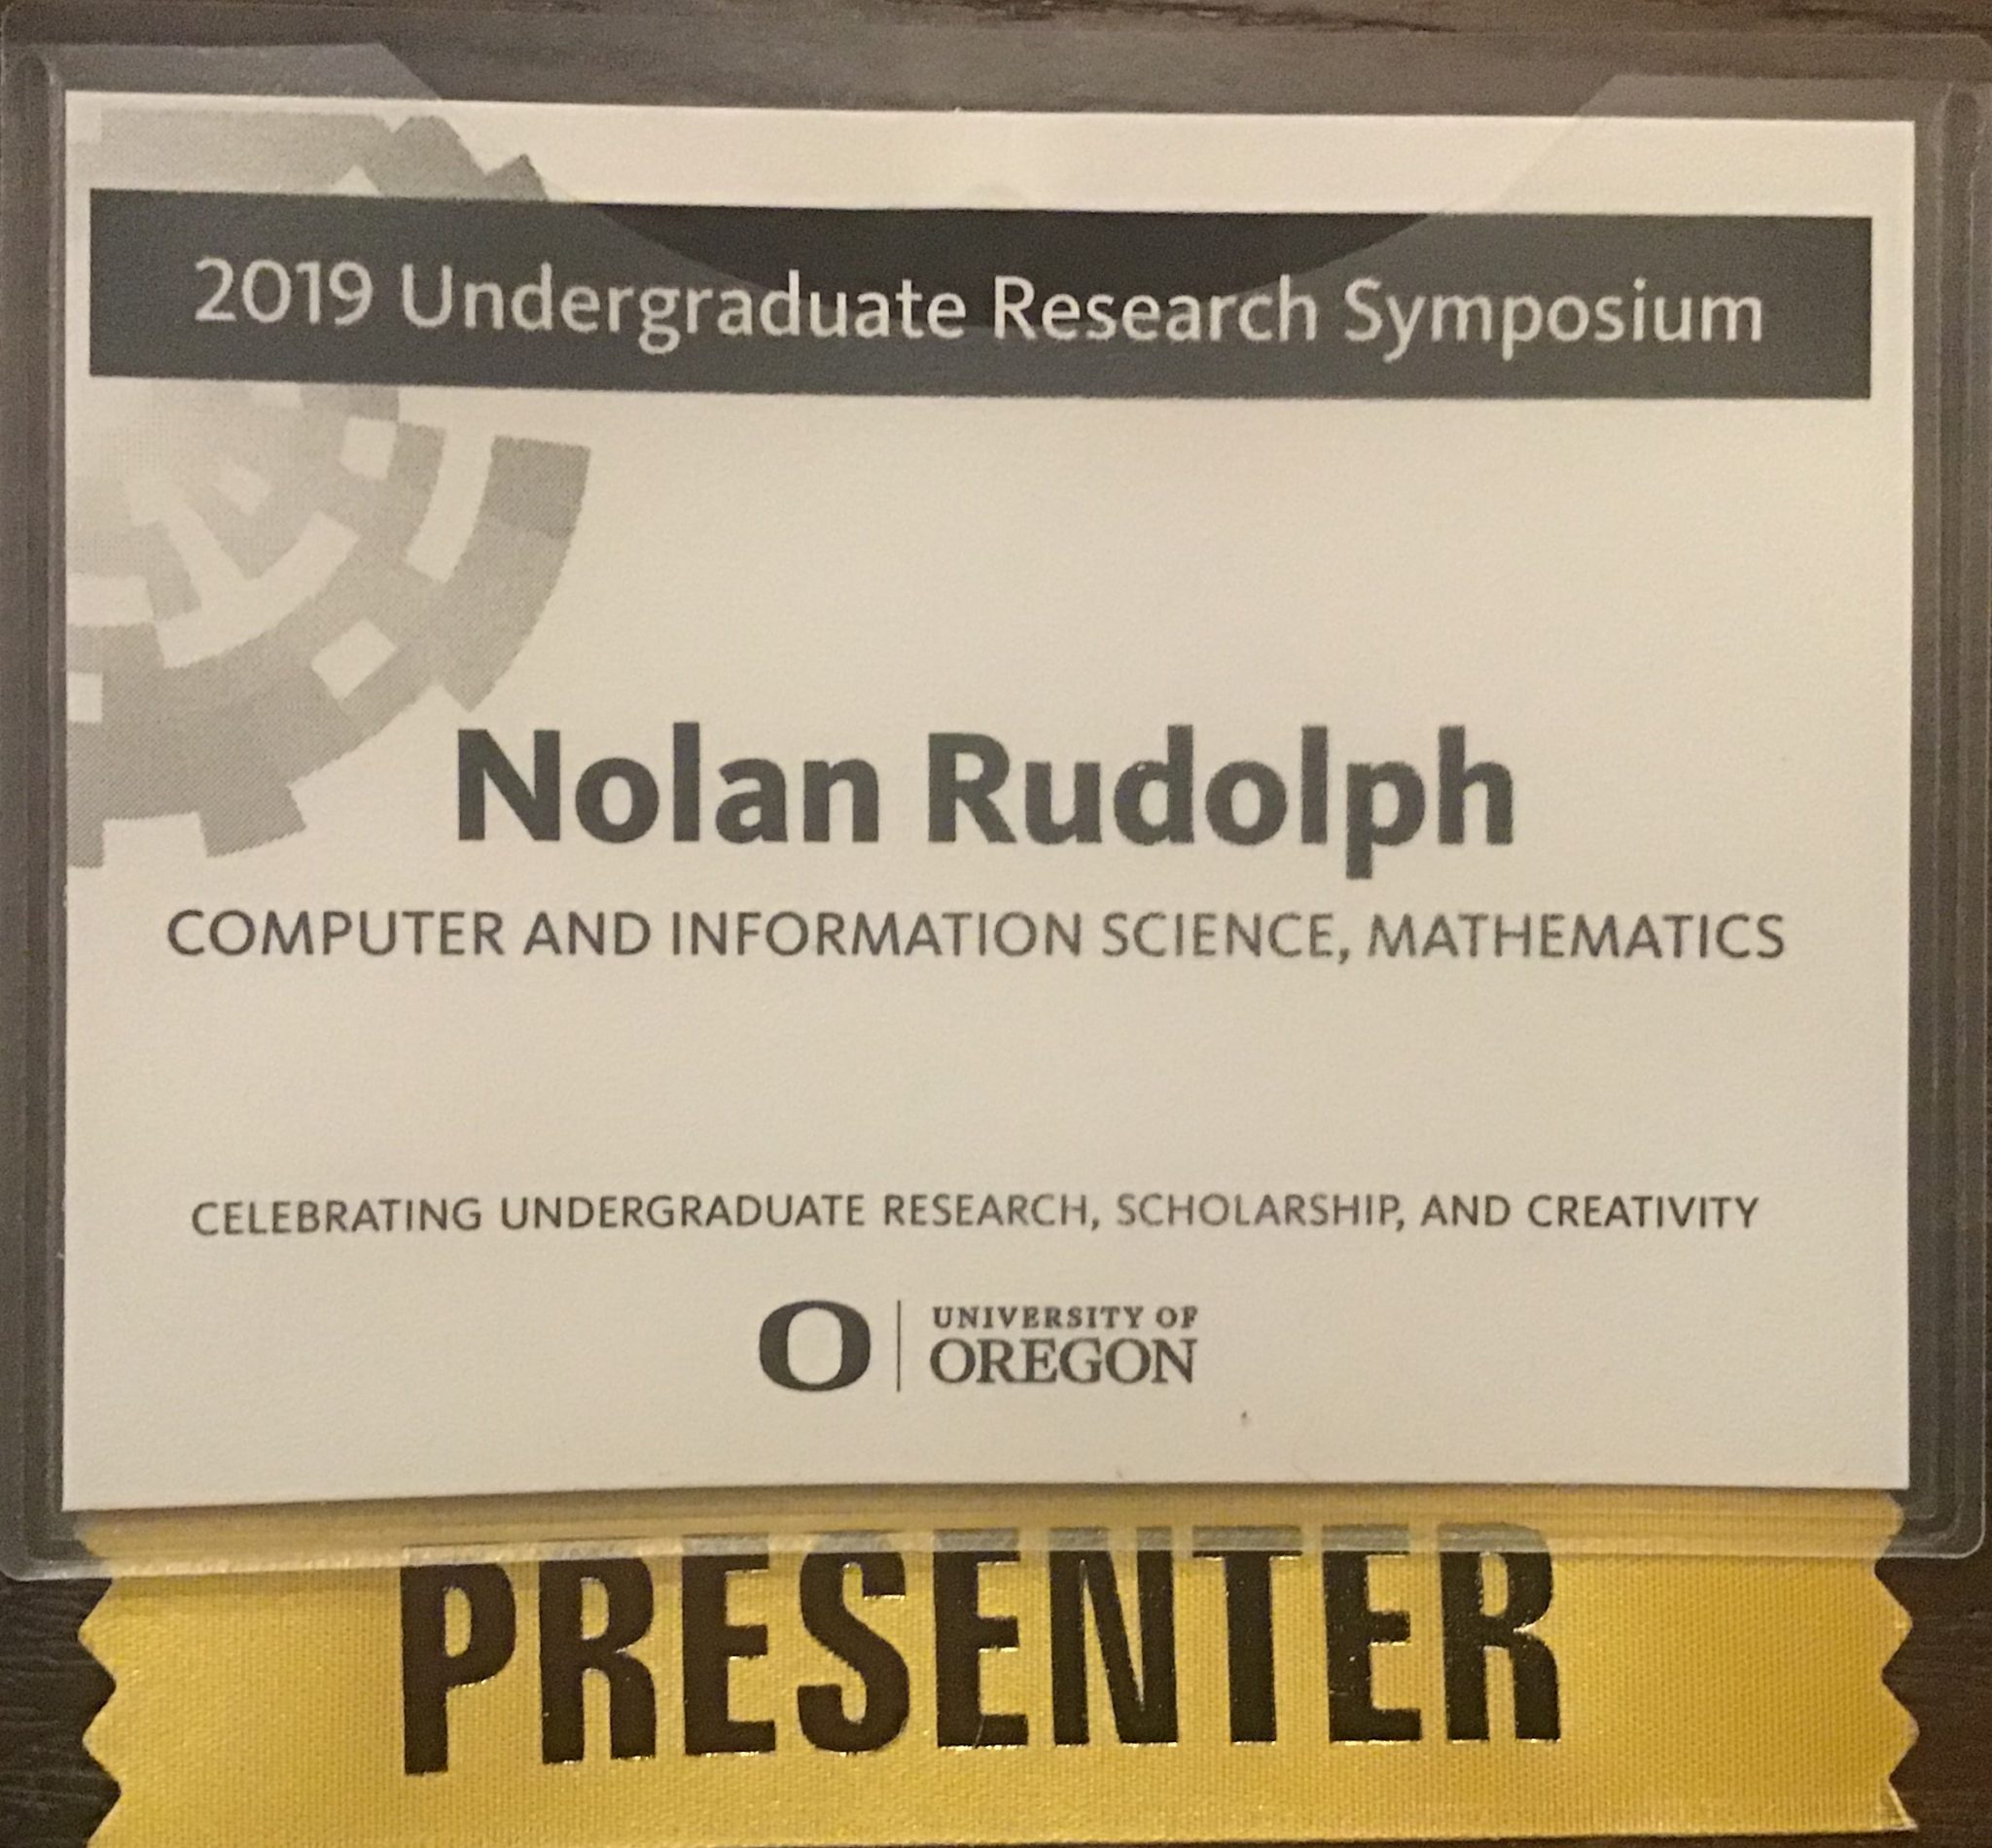 2019 Undergraduate Research Symposium
Nolan Rudolph
COMPUTER AND INFORMATION SCIENCE, MATHEMATICS
CELEBRATING UNDERGRADUATE RESEARCH, SCHOLARSHIP, AND CREATIVITY
O
UNIVERSITY OF
OREGON
PRESENTER